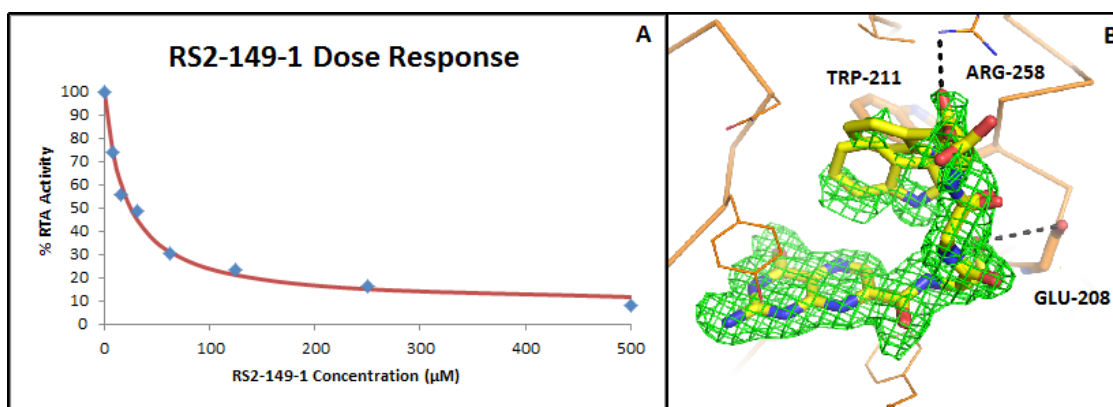 A
RS2-149-1 Dose Response
100
90
80
70
60
50
40
30
20
10
0
% RTA Activity
0
100
200
300
400
500
RS2-149-1 Concentration (µM)
B
TRP-211
ARG-258
GLU-208